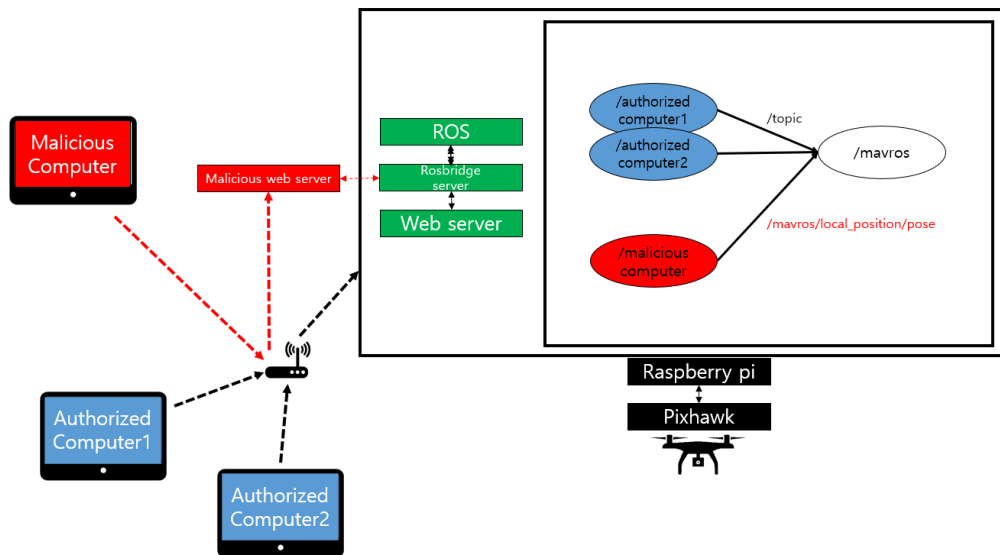 Malicious
Computer
Malicious web server
ROS
Rosbridge
server
Web server
/authorized
computer1
/authorized
computer2
/topic
/mavros
/mavros/local_position/pose
/malicious
computer
Raspberry pi
Pixhawk
Authorized
Computer1
Authorized
Computer2